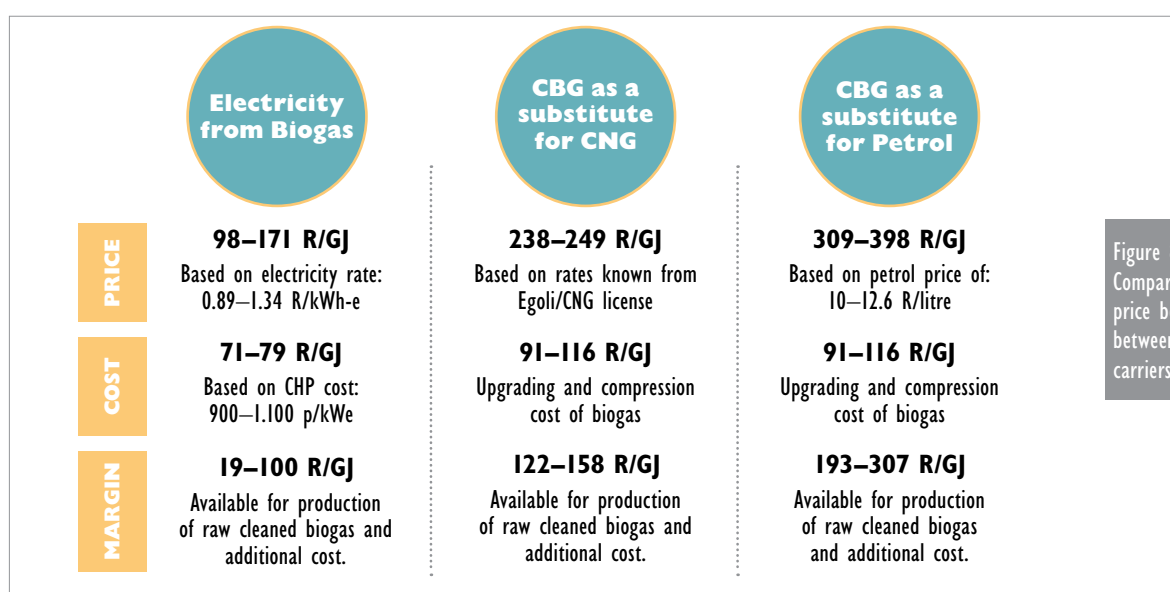 Electricity
from Biogas
CBG as a
substitute
for CNG
CBG as a
substitute
for Petrol
PRICE
98–171 R/GJ
Based on electricity rate:
0.89–1.34 R/kWh-e
238–249 R/GJ
Based on rates known from
Egoli/CNG license
309–398 R/GJ
Based on petrol price of:
10–12.6 R/litre
COST
71–79 R/GJ
Based on CHP cost:
900–1.100 p/kWe
91–116 R/GJ
Upgrading and compression
cost of biogas
91–116 R/GJ
Upgrading and compression
cost of biogas
MARGIN
19–100 R/GJ
Available for production
of raw cleaned biogas and
additional cost.
122–158 R/GJ
Available for production
of raw cleaned biogas and
additional cost.
193–307 R/GJ
Available for production
of raw cleaned biogas
and additional cost.
Figure
Compar
price b
between
carriers